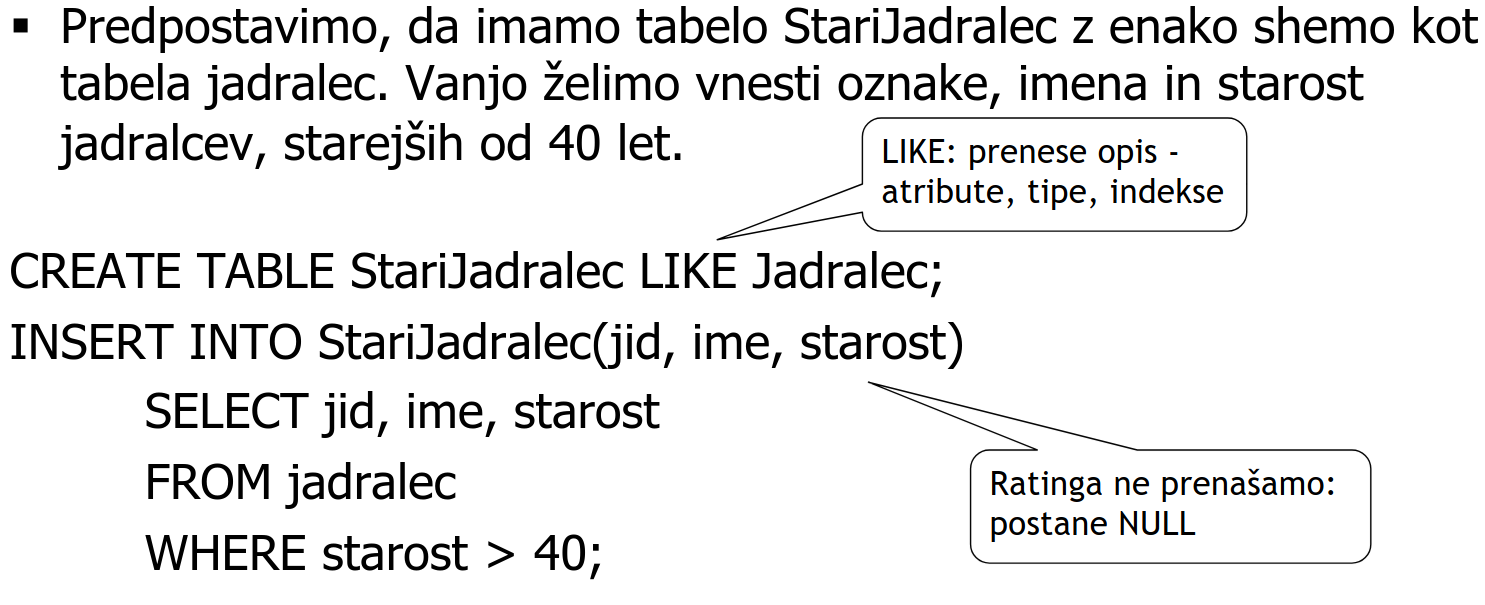 ▪ Predpostavimo, da imamo tabelo StariJadralec z enako shemo kot
tabela jadralec. Vanjo želimo vnesti oznake, imena in starost
jadralcev, starejših od 40 let.
LIKE: prenese opis -
atribute, tipe, indekse
CREATE TABLE StariJadralec LIKE Jadralec;
INSERT INTO StariJadralec(jid, ime, starost)
SELECT jid, ime, starost
FROM jadralec
WHERE starost > 40;
Ratinga ne prenašamo:
postane NULL